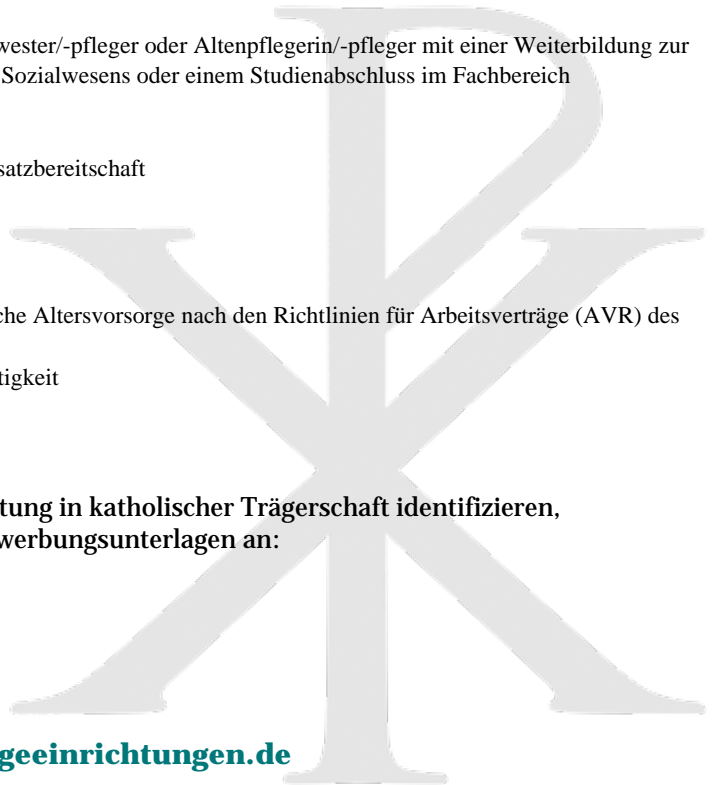 wester/-pfleger oder Altenpflegerin/-pfleger mit einer Weiterbildung zur
Sozialwesens oder einem Studienabschluss im Fachbereich
satzbereitschaft
che Altersvorsorge nach den Richtlinien für Arbeitsverträge (AVR) des
tigkeit
tung in katholischer Trägerschaft identifizieren,
werbungsunterlagen an:
geeinrichtungen.de